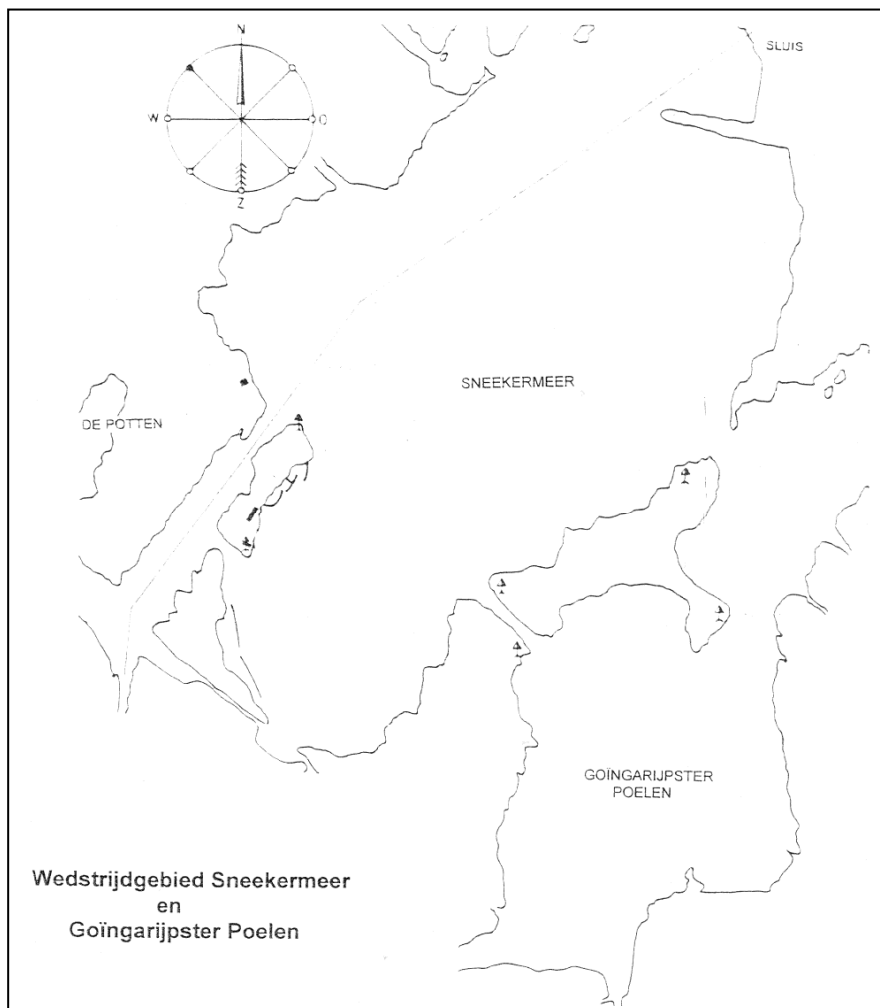 N
SLUIS
W
O
Z
SNEEKERMEER
DE POTTEN
GOÏNGARIJPSTER
POELEN
Wedstrijdgebied Sneekermeer
en
Goïngarijpster Poelen